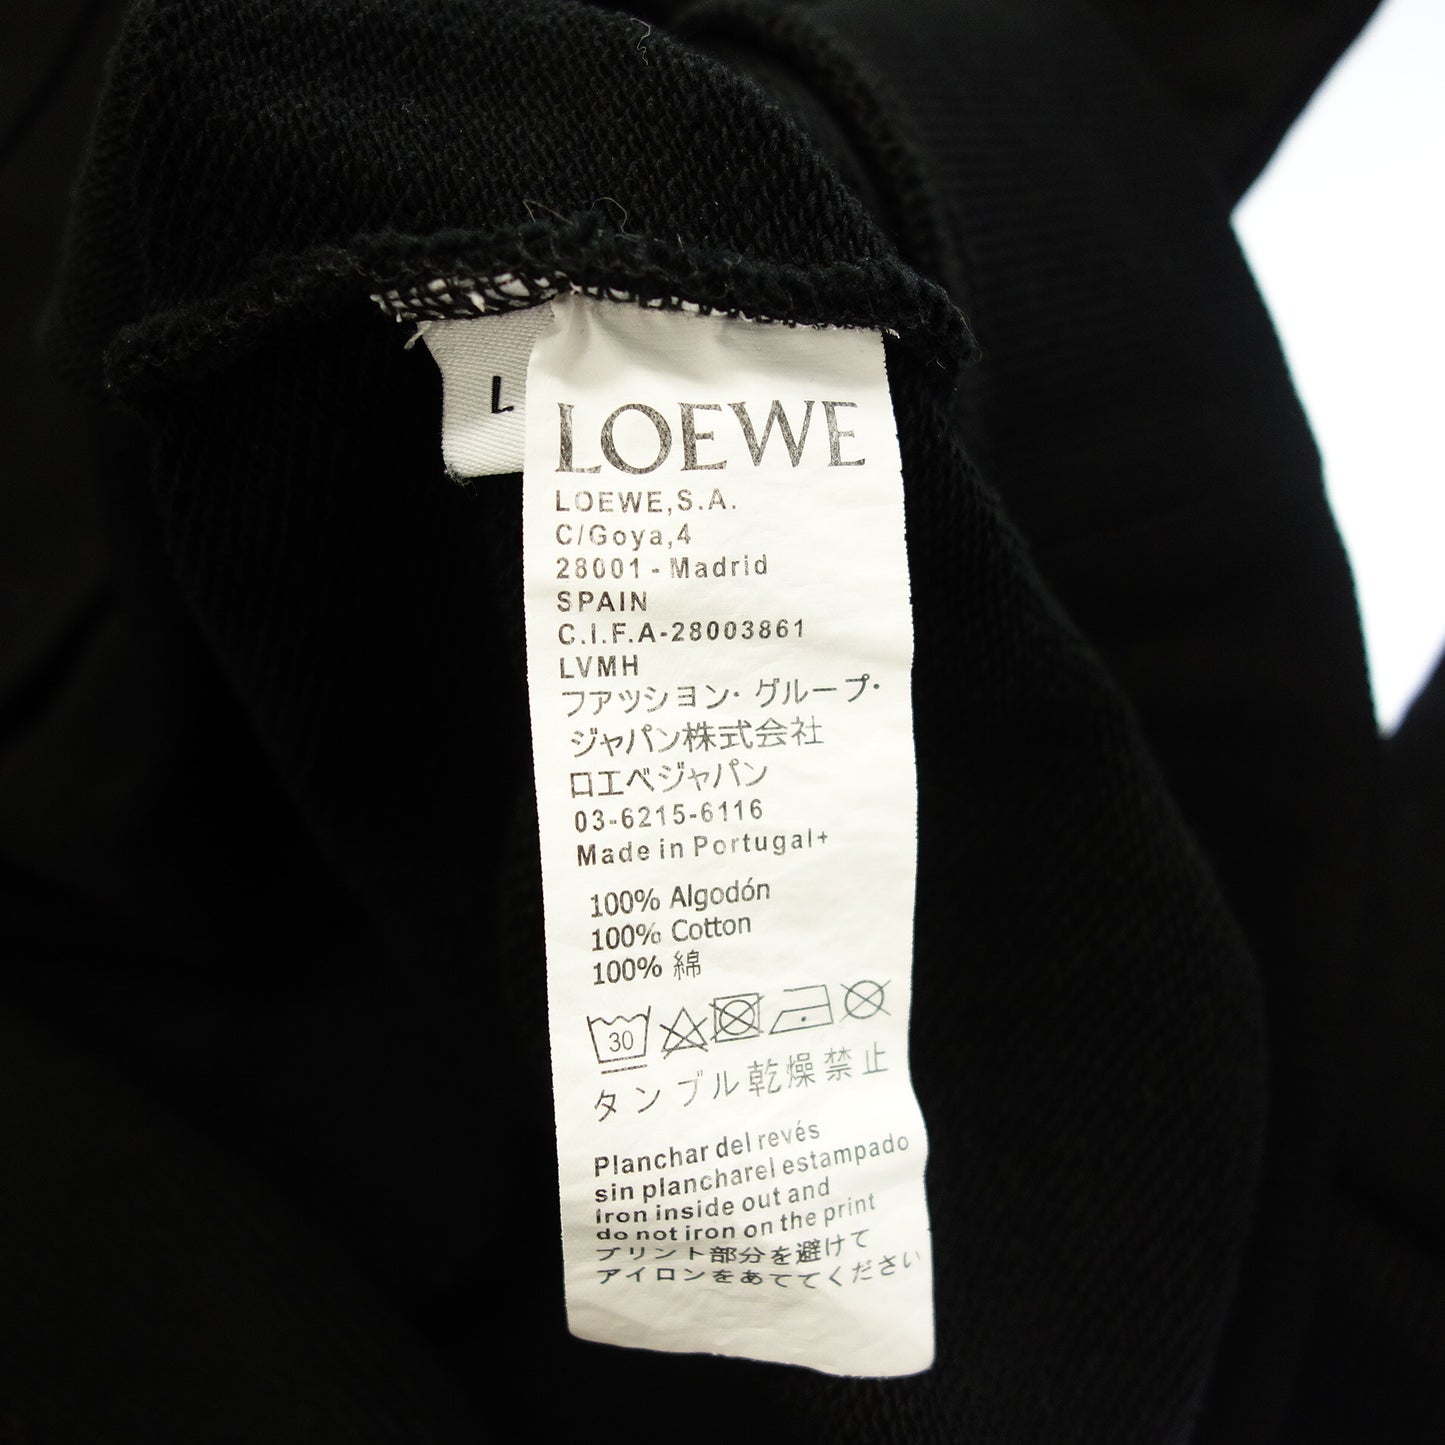 L
LOEWE
LOEWE,S.A.
C/Goya,4
28001 - Madrid
SPAIN
C.I.F.A-28003861
LVMH
ファッション・グループ・
ジャパン株式会社
ロエベジャパン
03-6215-6116
Made in Portugal+
100% Algodón
100% Cotton
100% 綿
30
タンブル乾燥禁止
Planchar del revés
sin plancharel estampado
iron inside out and
do not iron on the print
プリント部分を避けて
アイロンをあててください